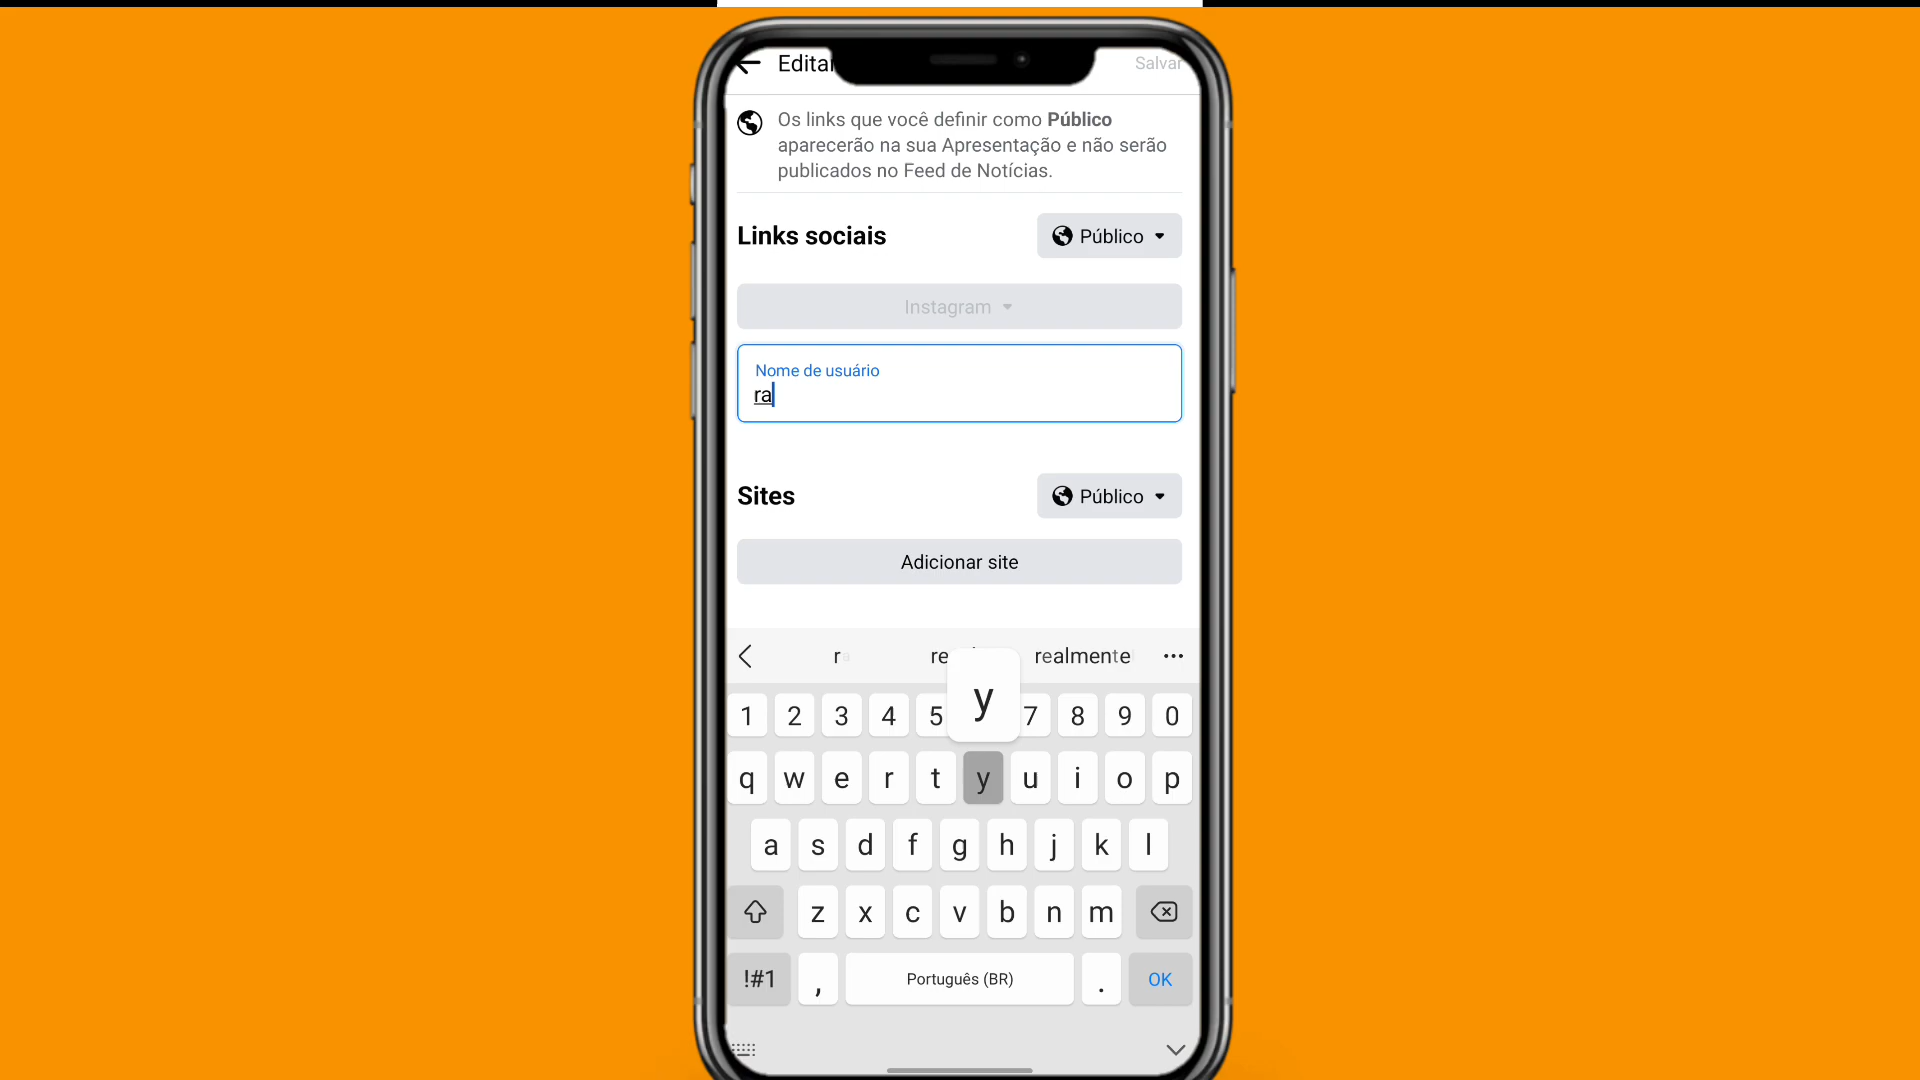 Salvar
Os links que você definir como Público
aparecerão na sua Apresentação e não serão
publicados no Feed de Notícias.
Links sociais
Público
Instagram
Nome de usuário
ra
Sites
Público
Adicionar site
realmente
y
1 2 3 4 5 7 8 9 0
q w e r t y u i o p
a s d f g h j k l
z x c v b n m
!#1 , Português (BR) . OK